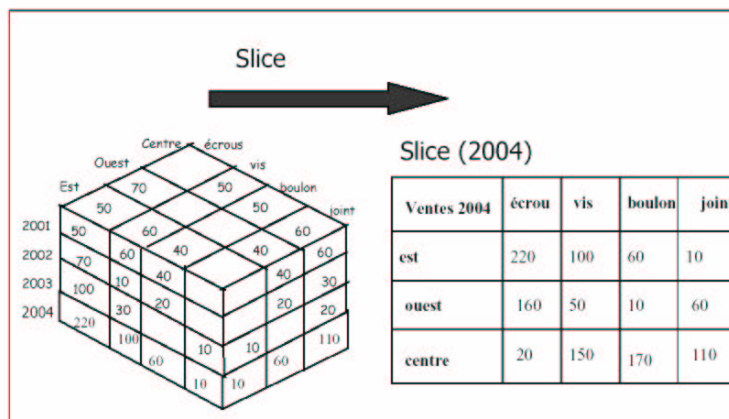 Slice
Slice (2004)
Centre écrous
Ouest vis
Est boulon
joint
70 50
50 50
60 60
40 40
2001 50 60 40 40 60
2002 70 10 20 20 30
2003 100 30 10 10 20
2004 220 100 60 10 10 60 110
Ventes 2004 écrou vis boulon join
est 220 100 60 10
ouest 160 50 10 60
centre 20 150 170 110